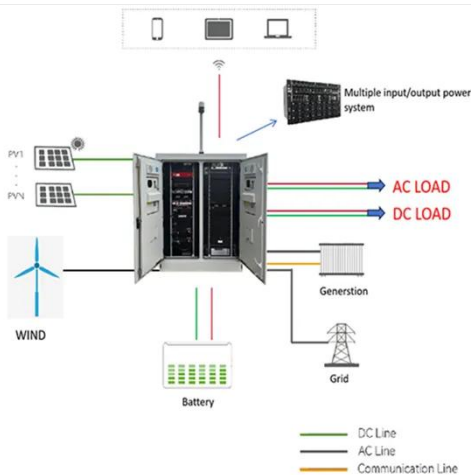 Multiple input/output power
system
PV1
PVN
AC LOAD
DC LOAD
WIND
Generstion
Grid
Battery
DC Line
AC Line
Communication Line